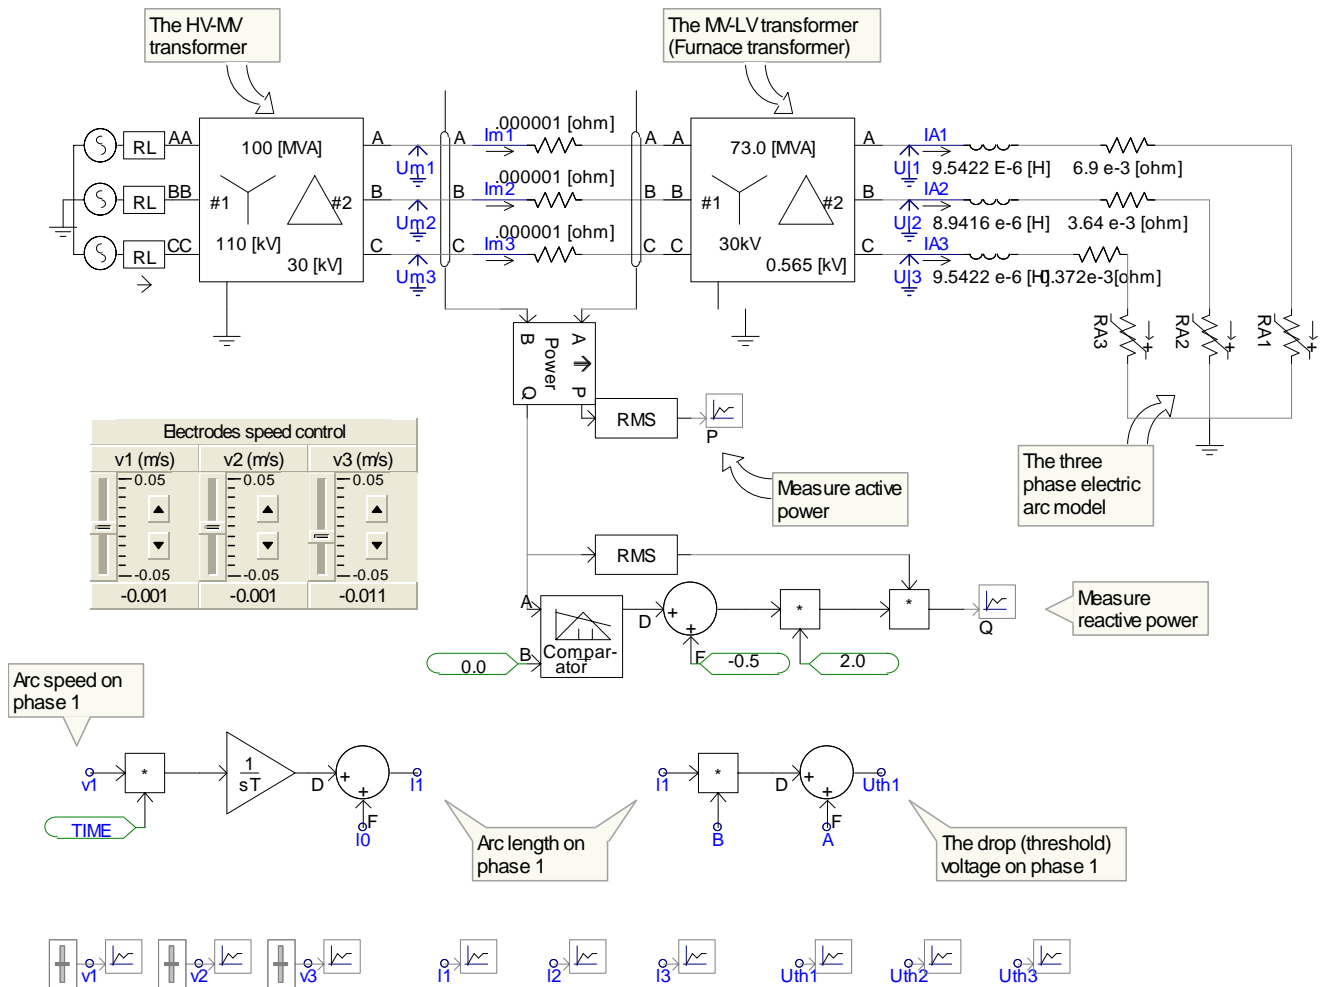 The HV-MV
transformer
The MV-LV transformer
(Furnace transformer)
RL AA
RL BB
RL CC
100 [MVA]
#1 #2
110 [kV]
30 [kV]
A
B
C
Um1
Um2
Um3
A
B
C
Im1
Im2
Im3
.000001 [ohm]
.000001 [ohm]
.000001 [ohm]
A A
B B
C C
73.0 [MVA]
#1 #2
30kV
0.565 [kV]
A
B
C
Ul1
Ul2
Ul3
IA1
9.5422 E-6 [H] 6.9 e-3 [ohm]
IA2
8.9416 e-6 [H] 3.64 e-3 [ohm]
IA3
9.5422 e-6 [H] .372e-3[ohm]
RA3
RA2
RA1
+
+
+
B A
Power
Q P
RMS
P
Measure active
power
The three
phase electric
arc model
Electrodes speed control
v1 (m/s) v2 (m/s) v3 (m/s)
0.05 0.05 0.05
-0.05 -0.05 -0.05
-0.001 -0.001 -0.011
RMS
A
B
Compar-
ator
0.0
D +
+
F
-0.5
*
2.0
*
Q
Measure
reactive power
Arc speed on
phase 1
v1
*
TIME
1
sT
D +
+
F
l0
l1
Arc length on
phase 1
l1
*
B
D +
+
F
A
Uth1
The drop (threshold)
voltage on phase 1
v1 v2 v3 l1 l2 l3 Uth1 Uth2 Uth3